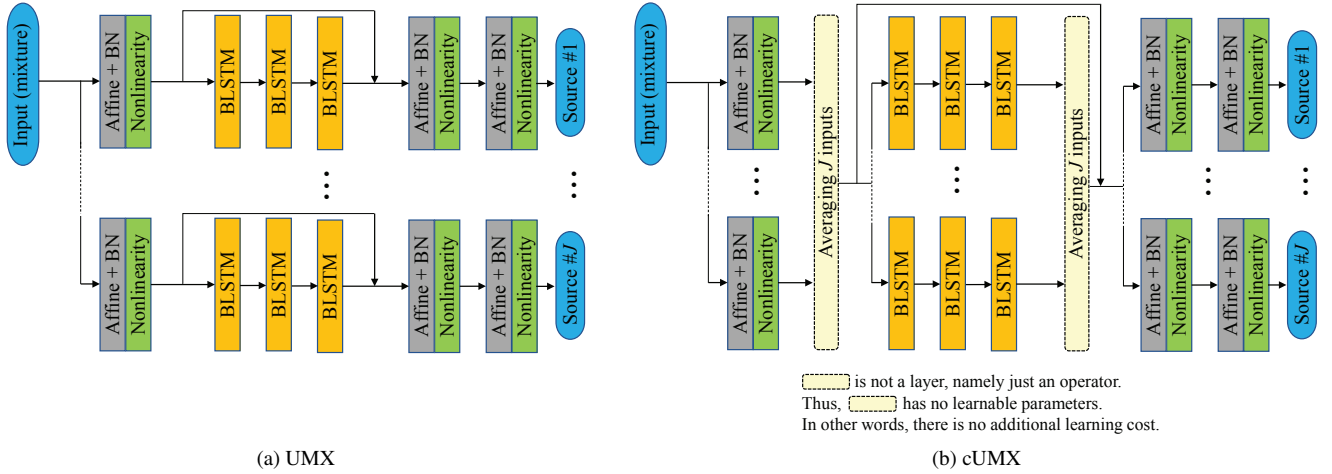 Input (mixture)
Affine + BN
Nonlinearity
BLSTM
BLSTM
BLSTM
Affine + BN
Nonlinearity
Affine + BN
Nonlinearity
Source #1
Affine + BN
Nonlinearity
BLSTM
BLSTM
BLSTM
Affine + BN
Nonlinearity
Affine + BN
Nonlinearity
Source #J
(a) UMX
Input (mixture)
Affine + BN
Nonlinearity
Averaging J inputs
BLSTM
BLSTM
BLSTM
Averaging J inputs
Affine + BN
Nonlinearity
Affine + BN
Nonlinearity
Source #1
Affine + BN
Nonlinearity
BLSTM
BLSTM
BLSTM
Affine + BN
Nonlinearity
Affine + BN
Nonlinearity
Source #J
is not a layer, namely just an operator.
Thus, has no learnable parameters.
In other words, there is no additional learning cost.
(b) cUMX